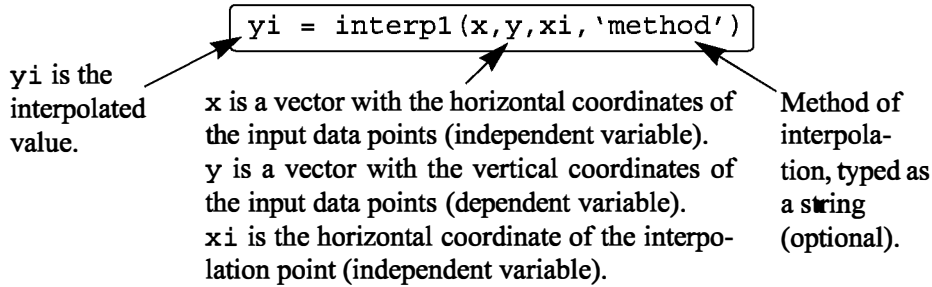 yi = interp1(x,y,xi,‘method’)
yi is the
interpolated
value.
x is a vector with the horizontal coordinates of
the input data points (independent variable).
y is a vector with the vertical coordinates of
the input data points (dependent variable).
xi is the horizontal coordinate of the interpo-
lation point (independent variable).
Method of
interpola-
tion, typed as
a string
(optional).